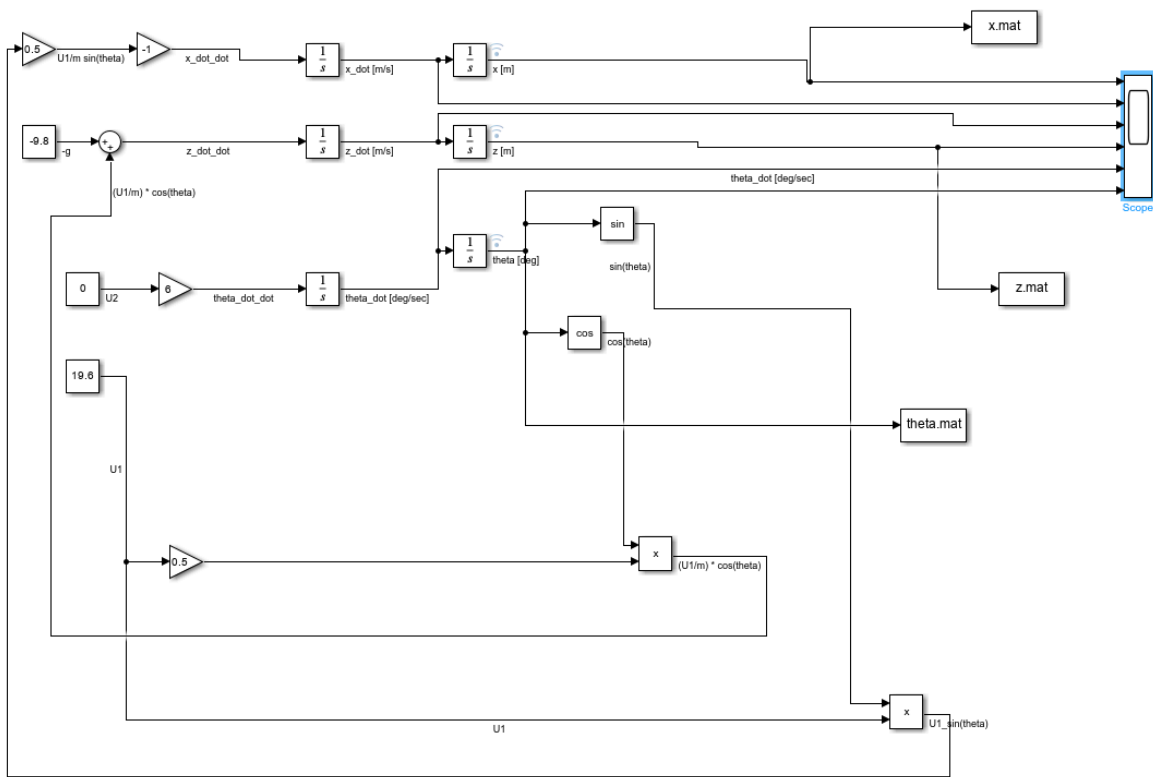 x.mat
0.5
U1/m sin(theta)
-1
x_dot_dot
1
s
x_dot [m/s]
1
s
x [m]
-9.8
-g
+
+
z_dot_dot
1
s
z_dot [m/s]
1
s
z [m]
theta_dot [deg/sec]
Scope
(U1/m) * cos(theta)
sin
sin(theta)
1
s
theta [deg]
0
U2
6
theta_dot_dot
1
s
theta_dot [deg/sec]
z.mat
cos
cos(theta)
19.6
theta.mat
U1
0.5
x
(U1/m) * cos(theta)
x
U1_sin(theta)
U1